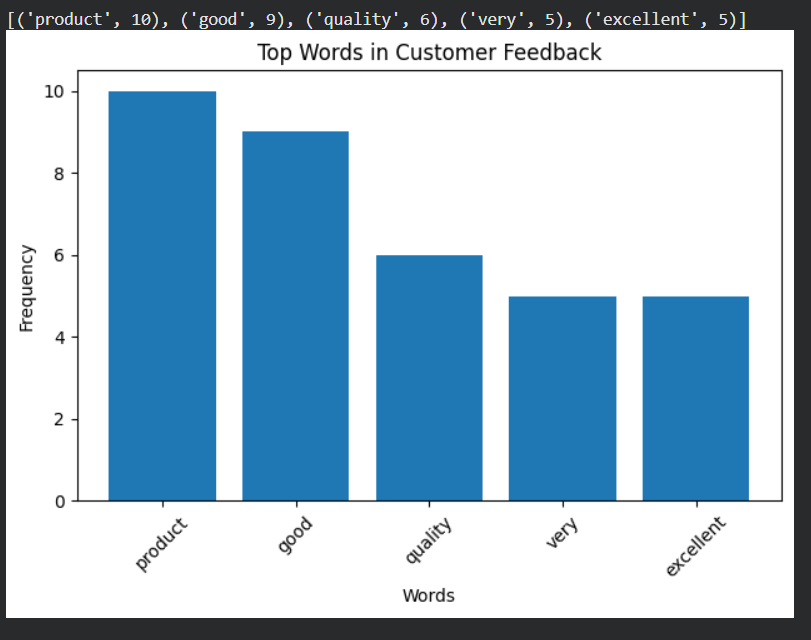 [('product', 10), ('good', 9), ('quality', 6), ('very', 5), ('excellent', 5)]
Top Words in Customer Feedback
10
8
6
4
2
0
Frequency
product
good
quality
very
excellent
Words